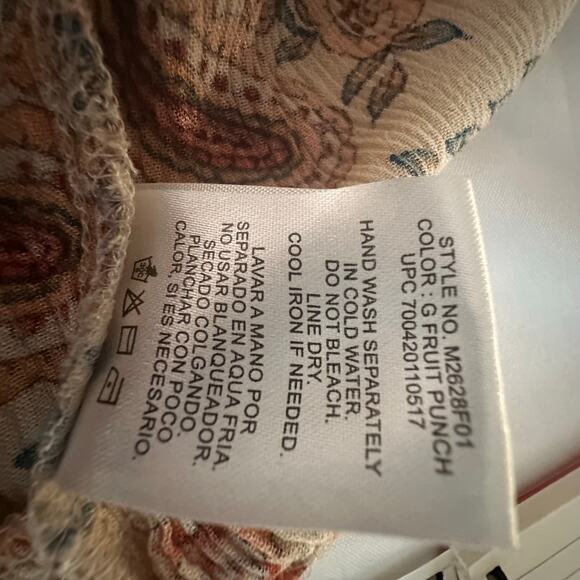 STYLE NO. M2628F01
COLOR : G FRUIT PUNCH
UPC 700420110517
HAND WASH SEPARATELY
IN COLD WATER.
DO NOT BLEACH.
LINE DRY.
COOL IRON IF NEEDED.
LAVAR A MANO POR
SEPARADO EN AQUA FRIA.
NO USAR BLANQUEADOR.
SECADO COLGANDO.
PLANCHAR CON POCO
CALOR, SI ES NECESARIO.